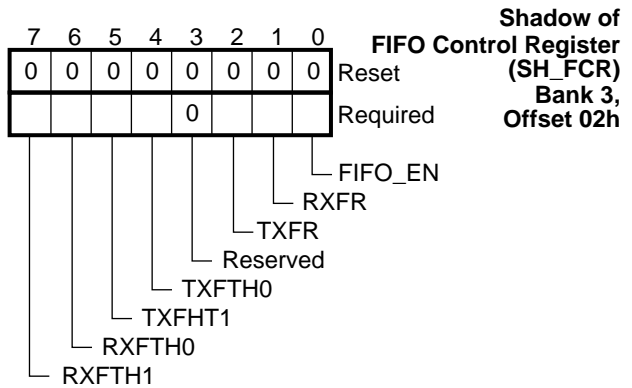 Shadow of
FIFO Control Register
(SH_FCR)
Bank 3,
Offset 02h
7 6 5 4 3 2 1 0
0 0 0 0 0 0 0 0 Reset
0 Required
FIFO_EN
RXFR
TXFR
Reserved
TXFTH0
TXFHT1
RXFTH0
RXFTH1